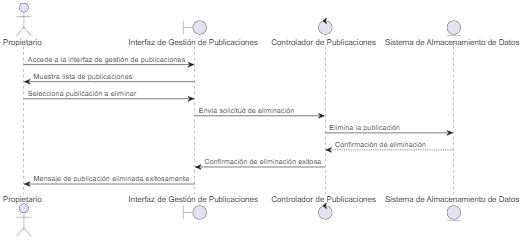 Propietario
Interfaz de Gestión de Publicaciones
Controlador de Publicaciones
Sistema de Almacenamiento de Datos
Accede a la interfaz de gestión de publicaciones
Muestra lista de publicaciones
Selecciona publicación a eliminar
Envía solicitud de eliminación
Elimina la publicación
Confirmación de eliminación
Confirmación de eliminación exitosa
Mensaje de publicación eliminada exitosamente
Propietario
Interfaz de Gestión de Publicaciones
Controlador de Publicaciones
Sistema de Almacenamiento de Datos